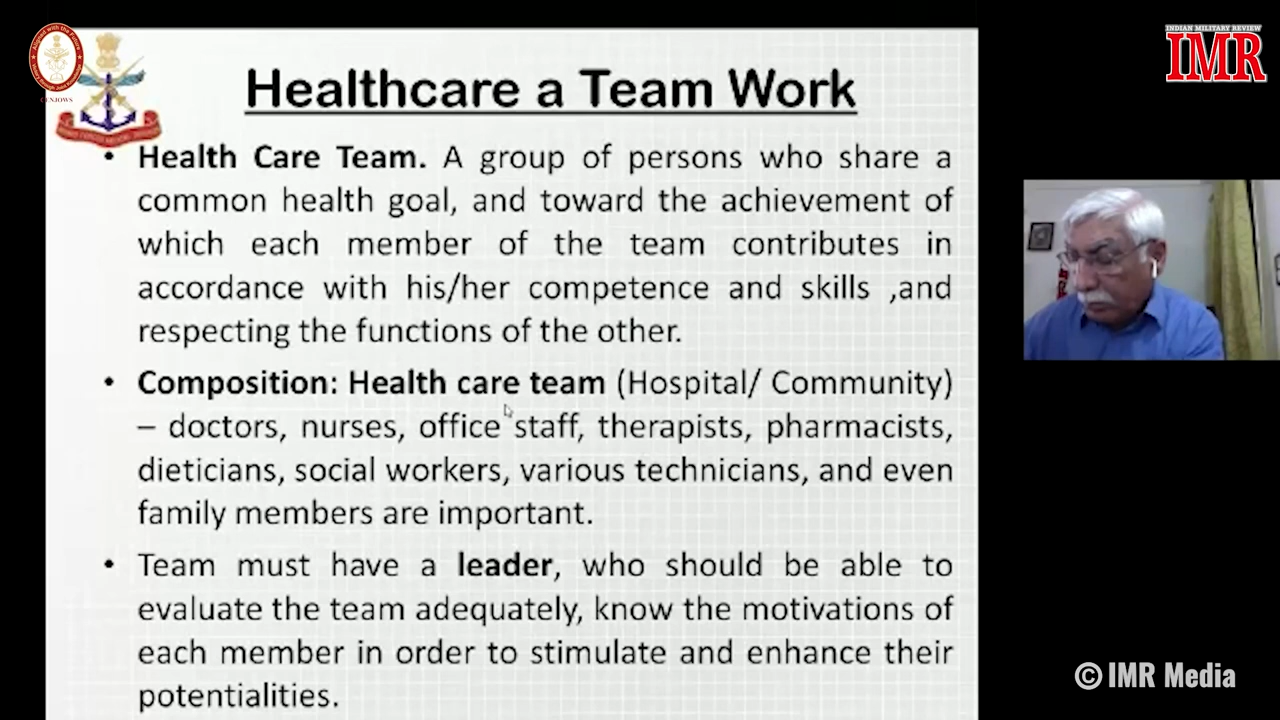 INDIAN MILITARY REVIEW
IMR
CENJOWS
Healthcare a Team Work
• Health Care Team. A group of persons who share a
common health goal, and toward the achievement of
which each member of the team contributes in
accordance with his/her competence and skills ,and
respecting the functions of the other.
• Composition: Health care team (Hospital/ Community)
– doctors, nurses, office staff, therapists, pharmacists,
dieticians, social workers, various technicians, and even
family members are important.
• Team must have a leader, who should be able to
evaluate the team adequately, know the motivations of
each member in order to stimulate and enhance their
potentialities.
© IMR Media